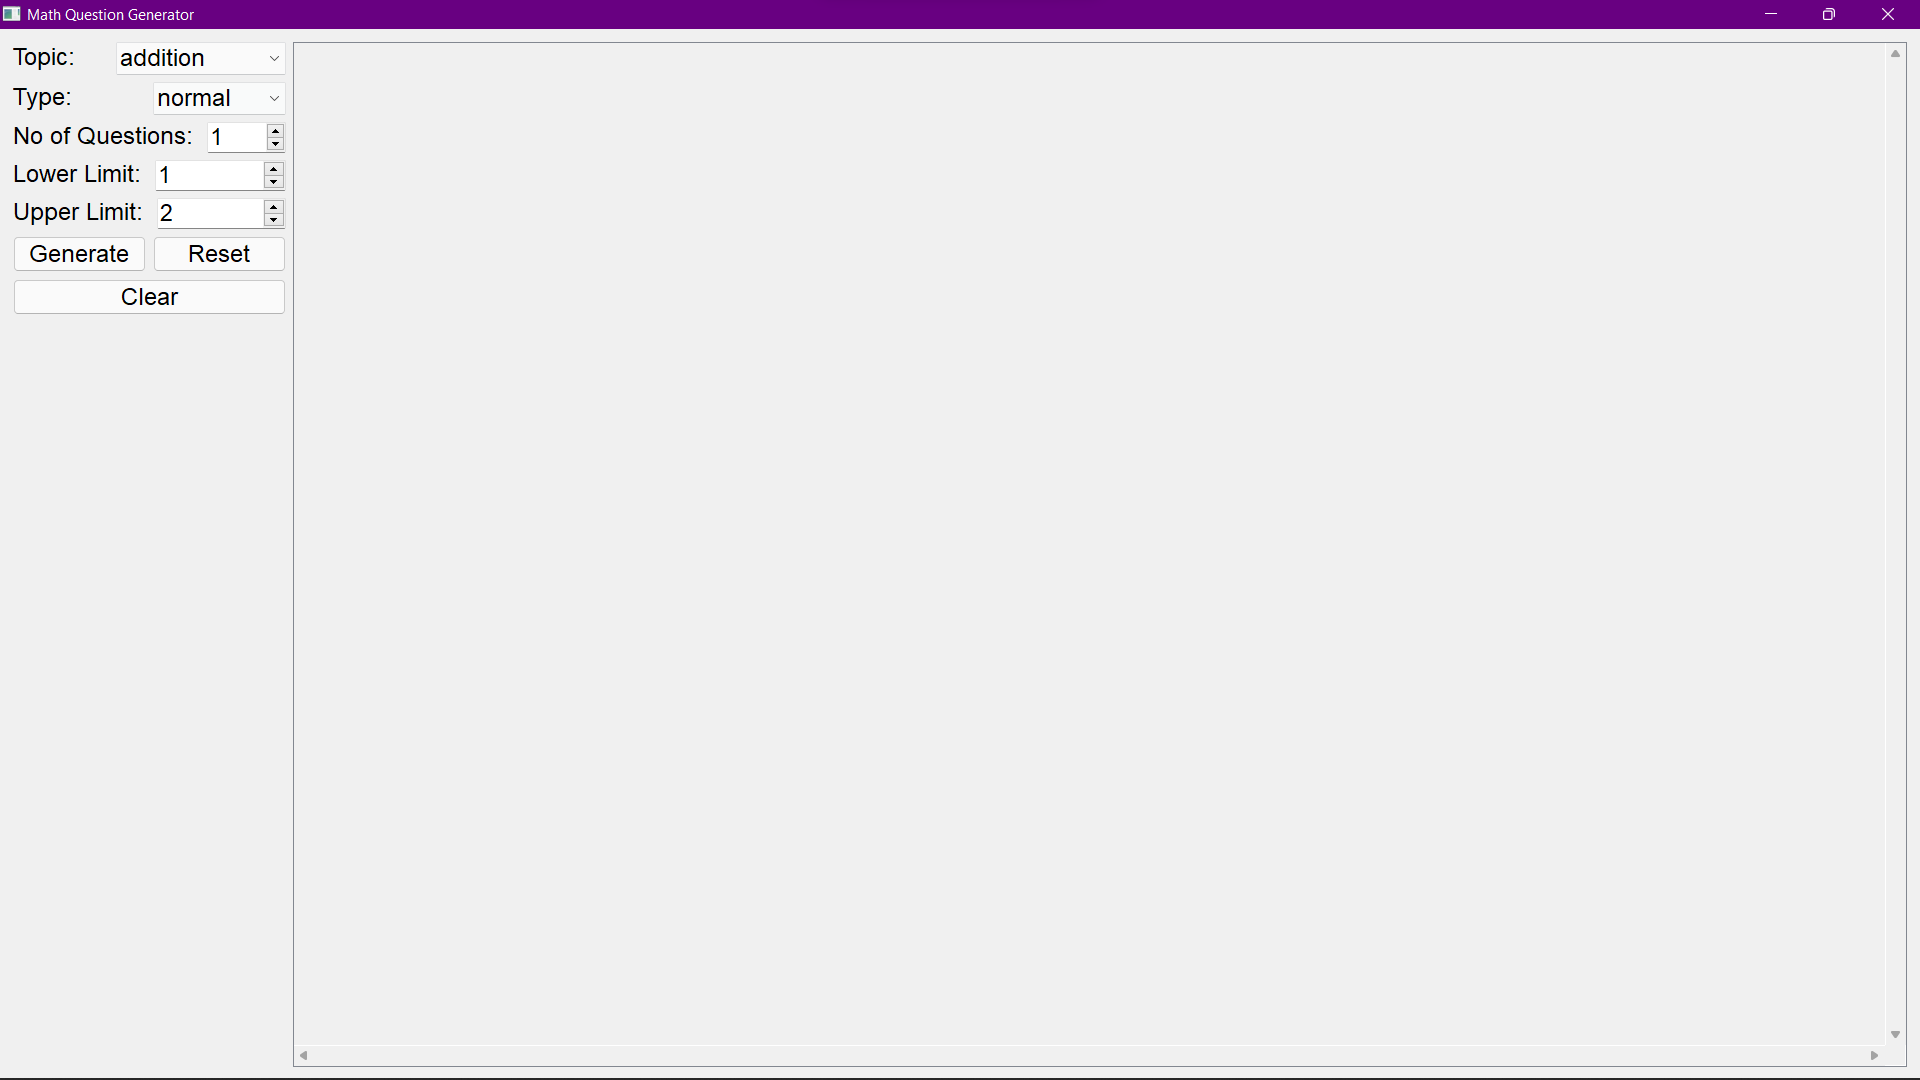 Math Question Generator
Topic: addition
Type: normal
No of Questions: 1
Lower Limit: 1
Upper Limit: 2
Generate Reset
Clear